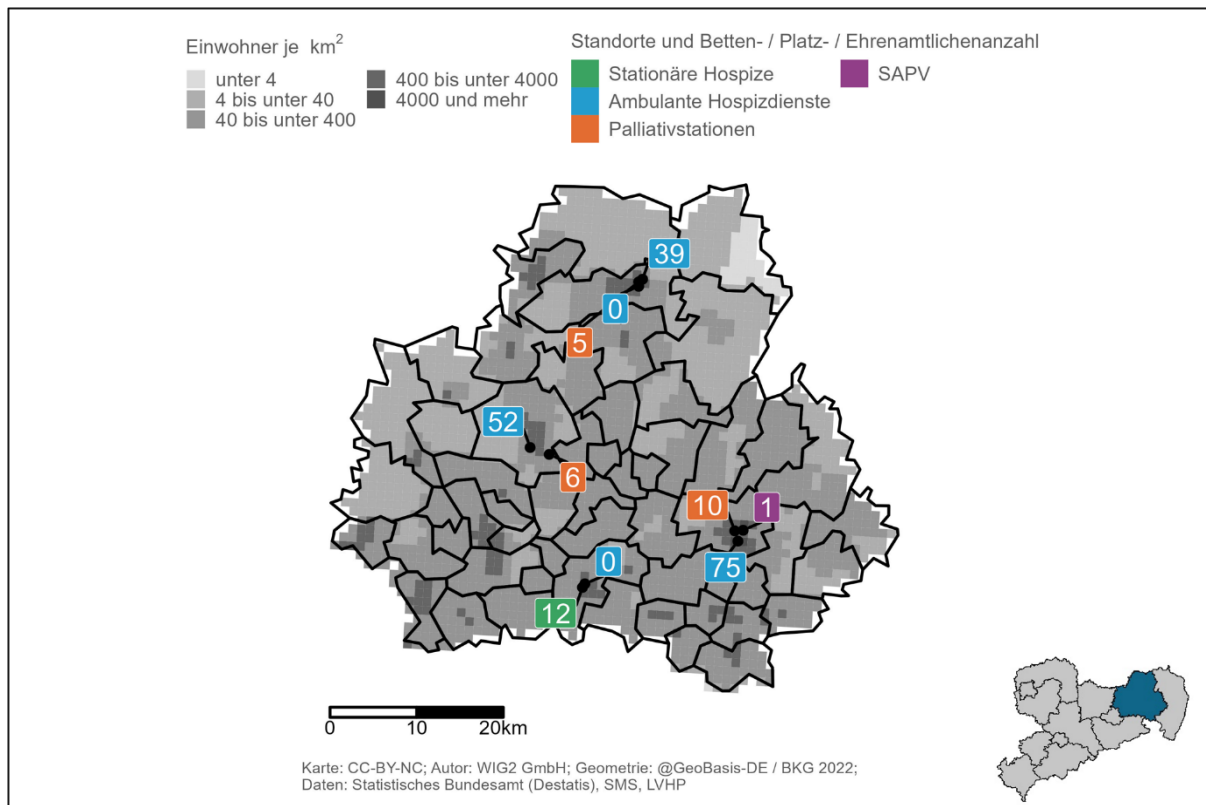 Einwohner je km²
unter 4
4 bis unter 40
40 bis unter 400
400 bis unter 4000
4000 und mehr
Standorte und Betten- / Platz- / Ehrenamtlichenanzahl
Stationäre Hospize
Ambulante Hospizdienste
Palliativstationen
SAPV
39
0
5
52
6
10
1
0
75
12
0 10 20km
Karte: CC-BY-NC; Autor: WIG2 GmbH; Geometrie: @GeoBasis-DE / BKG 2022;
Daten: Statistisches Bundesamt (Destatis), SMS, LVHP